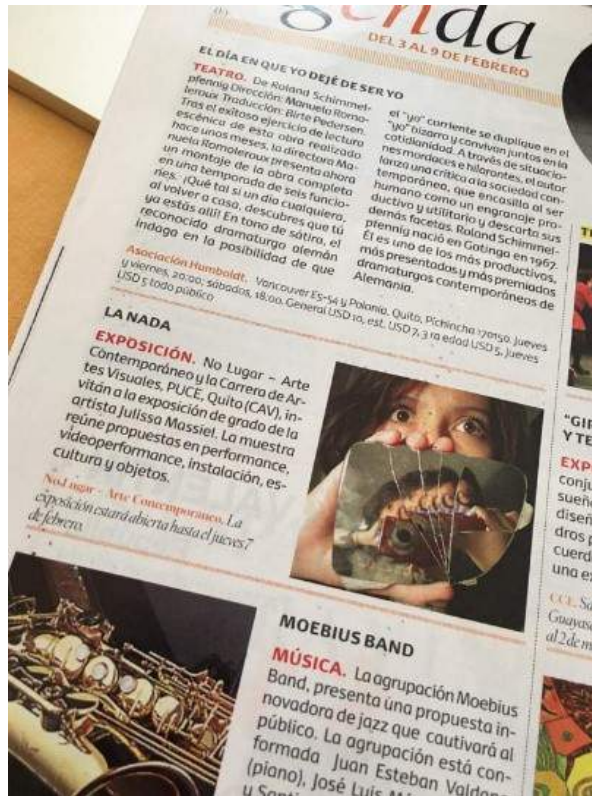 genda
DEL 3 AL 9 DE FEBRERO
EL DÍA EN QUE YO DEJÉ DE SER YO
TEATRO. De Roland Schimmel-
pfennig Dirección: Manuela Romo-
leroux Traducción: Birte Pedersen.
Tras el exitoso ejercicio de lectura
escénica de esta obra realizado
hace unos meses, la directora Ma-
nuela Romoleroux presenta ahora
un montaje de la obra completa
en una temporada de seis funcio-
nes. ¡Qué tal si un día cualquiera,
al volver a casa, descubres que tú
ya estás allí! En tono de sátira, el
reconocido dramaturgo alemán
indaga en la posibilidad de que
el "yo" corriente se duplique en el
"yo" bizarro y convivan juntos en la
cotidianidad. A través de situacio-
nes mordaces e hilarantes, el autor
lanza una crítica a la sociedad con-
temporánea, que encasilla al ser
humano como un engranaje pro-
ductivo y utilitario y descarta sus
demás facetas. Roland Schimmel-
pfennig nació en Gotinga en 1967.
Él es uno de los más productivos,
más presentados y más premiados
dramaturgos contemporáneos de
Alemania.
Asociación Humboldt. Vancouver E5-54 y Polonia, Quito, Pichincha 170150. Jueves
y viernes, 20:00; sábados, 18:00. General USD 10, est. USD 7, 3ra edad USD 5. Jueves
USD 5 todo público
LA NADA
EXPOSICIÓN. No Lugar – Arte
Contemporáneo y la Carrera de Ar-
tes Visuales, PUCE, Quito (CAV), in-
vitán a la exposición de grado de la
artista Julissa Massiel. La muestra
reúne propuestas en performance,
videoperformance, instalación, es-
cultura y objetos.
No Lugar - Arte Contemporáneo. La
exposición estará abierta hasta el jueves 7
de febrero.
MOEBIUS BAND
MÚSICA. La agrupación Moebius
Band, presenta una propuesta in-
novadora de jazz que cautivará al
público. La agrupación está con-
formada Juan Esteban Valdano
(piano), José Luis
"GIR
Y TE
EXP
conju
sueño
diseñ
dros p
cuerd
una es
CCE. Sa
Guayas
al 2 de m